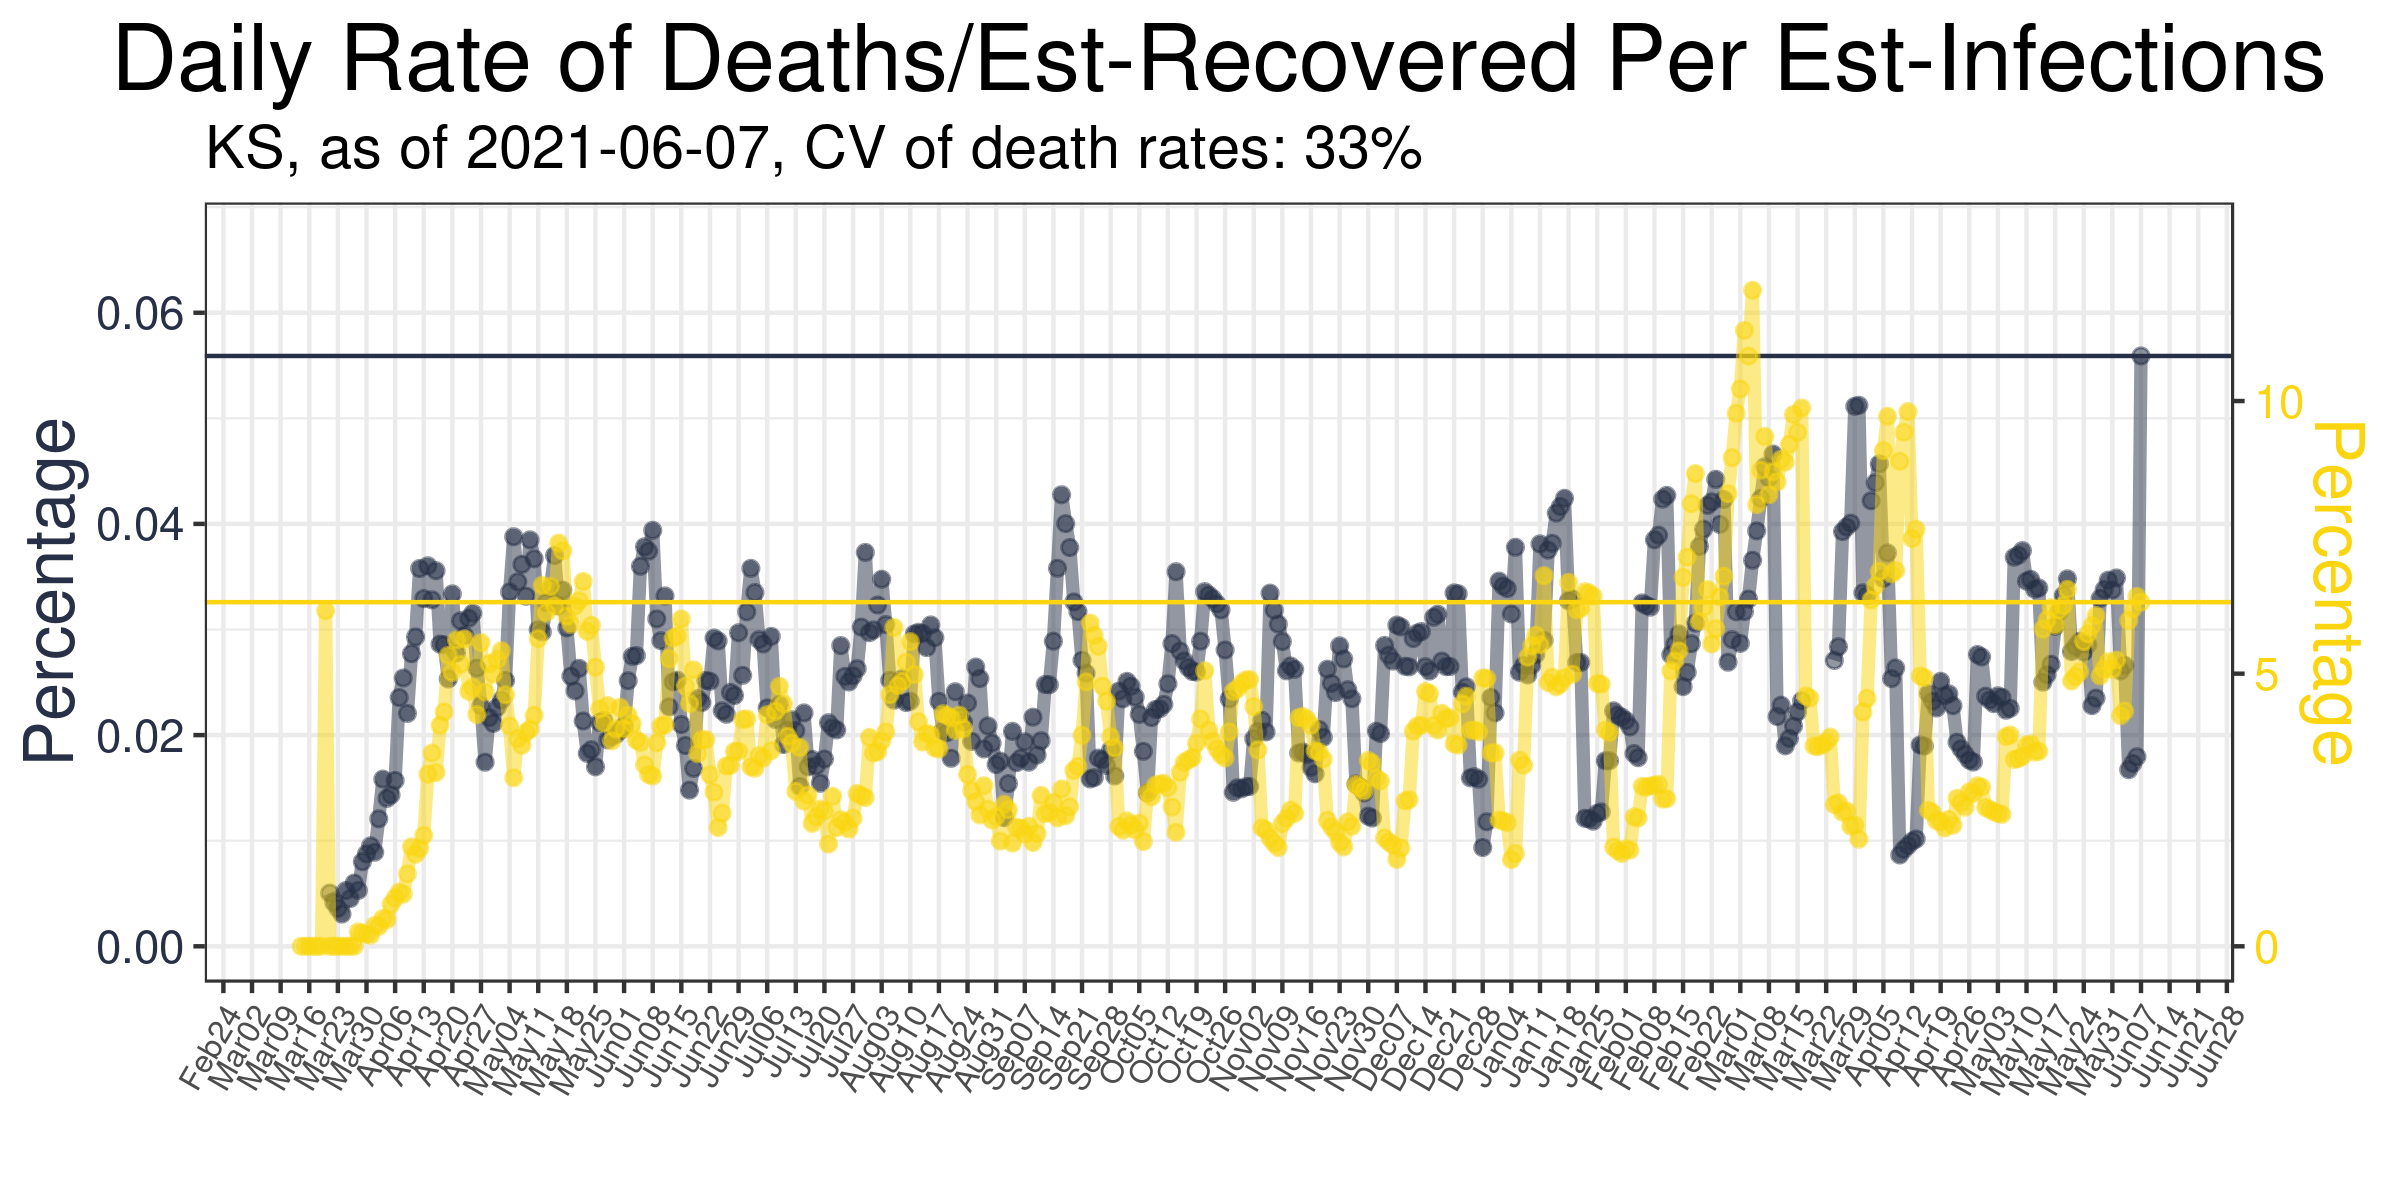 Daily Rate of Deaths/Est-Recovered Per Est-Infections
KS, as of 2021-06-07, CV of death rates: 33%
Percentage
0.06
0.04
0.02
0.00
10
5
0
Percentage
Feb24
Mar02
Mar09
Mar16
Mar23
Mar30
Apr06
Apr13
Apr20
Apr27
May04
May11
May18
May25
Jun01
Jun08
Jun15
Jun22
Jun29
Jul06
Jul13
Jul20
Jul27
Aug03
Aug10
Aug17
Aug24
Aug31
Sep07
Sep14
Sep21
Sep28
Oct05
Oct12
Oct19
Oct26
Nov02
Nov09
Nov16
Nov23
Nov30
Dec07
Dec14
Dec21
Dec28
Jan04
Jan11
Jan18
Jan25
Feb01
Feb08
Feb15
Feb22
Mar01
Mar08
Mar15
Mar22
Mar29
Apr05
Apr12
Apr19
Apr26
May03
May10
May17
May24
May31
Jun07
Jun14
Jun21
Jun28